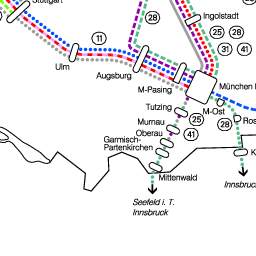 Stuttgart
28
Ingolstadt
25 28
31 41
11
Ulm
Augsburg
M-Pasing
München
Tutzing
M-Ost
Murnau
25
28
Oberau
41
Garmisch-
Partenkirchen
Mittenwald
Innsbruck
Seefeld i. T.
Innsbruck